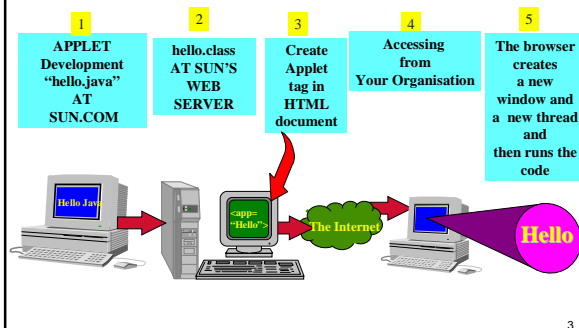 1
APPLET
Development
“hello.java”
AT
SUN.COM
2
hello.class
AT SUN’S
WEB
SERVER
3
Create
Applet
tag in
HTML
document
4
Accessing
from
Your Organisation
5
The browser
creates
a new
window and
a new thread
and
then runs the
code
Hello Java
<app=
“Hello”>
The Internet
Hello
3